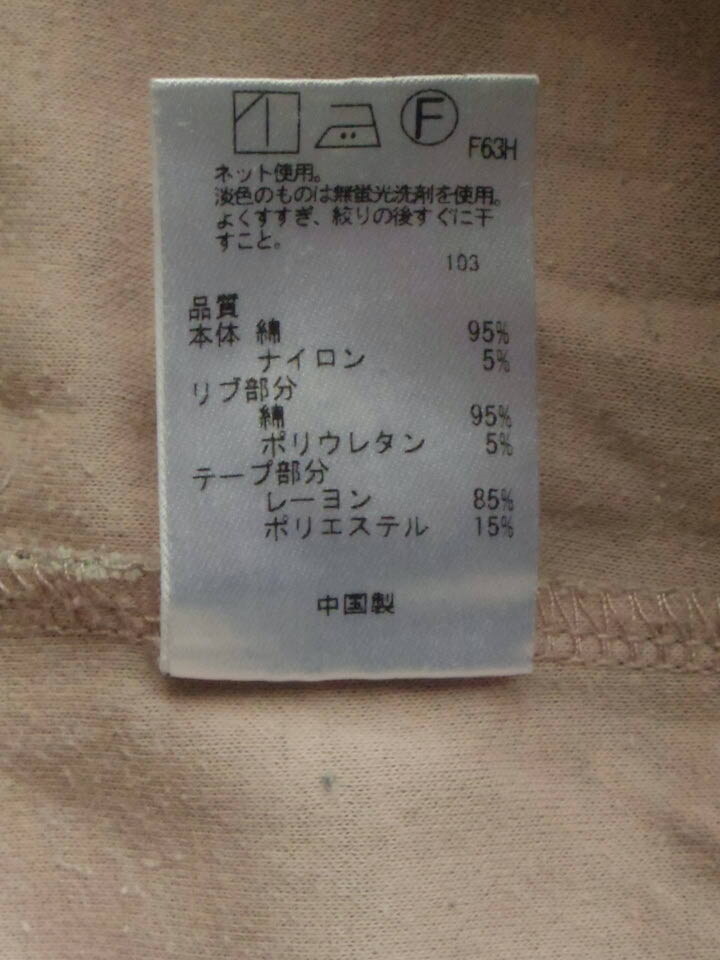 F
F63H
ネット使用。
淡色のものは無蛍光洗剤を使用。
よくすすぎ、絞りの後すぐに干
すこと。
103
品質
本体 綿 95%
ナイロン 5%
リブ部分
綿 95%
ポリウレタン 5%
テープ部分
レーヨン 85%
ポリエステル 15%
中国製